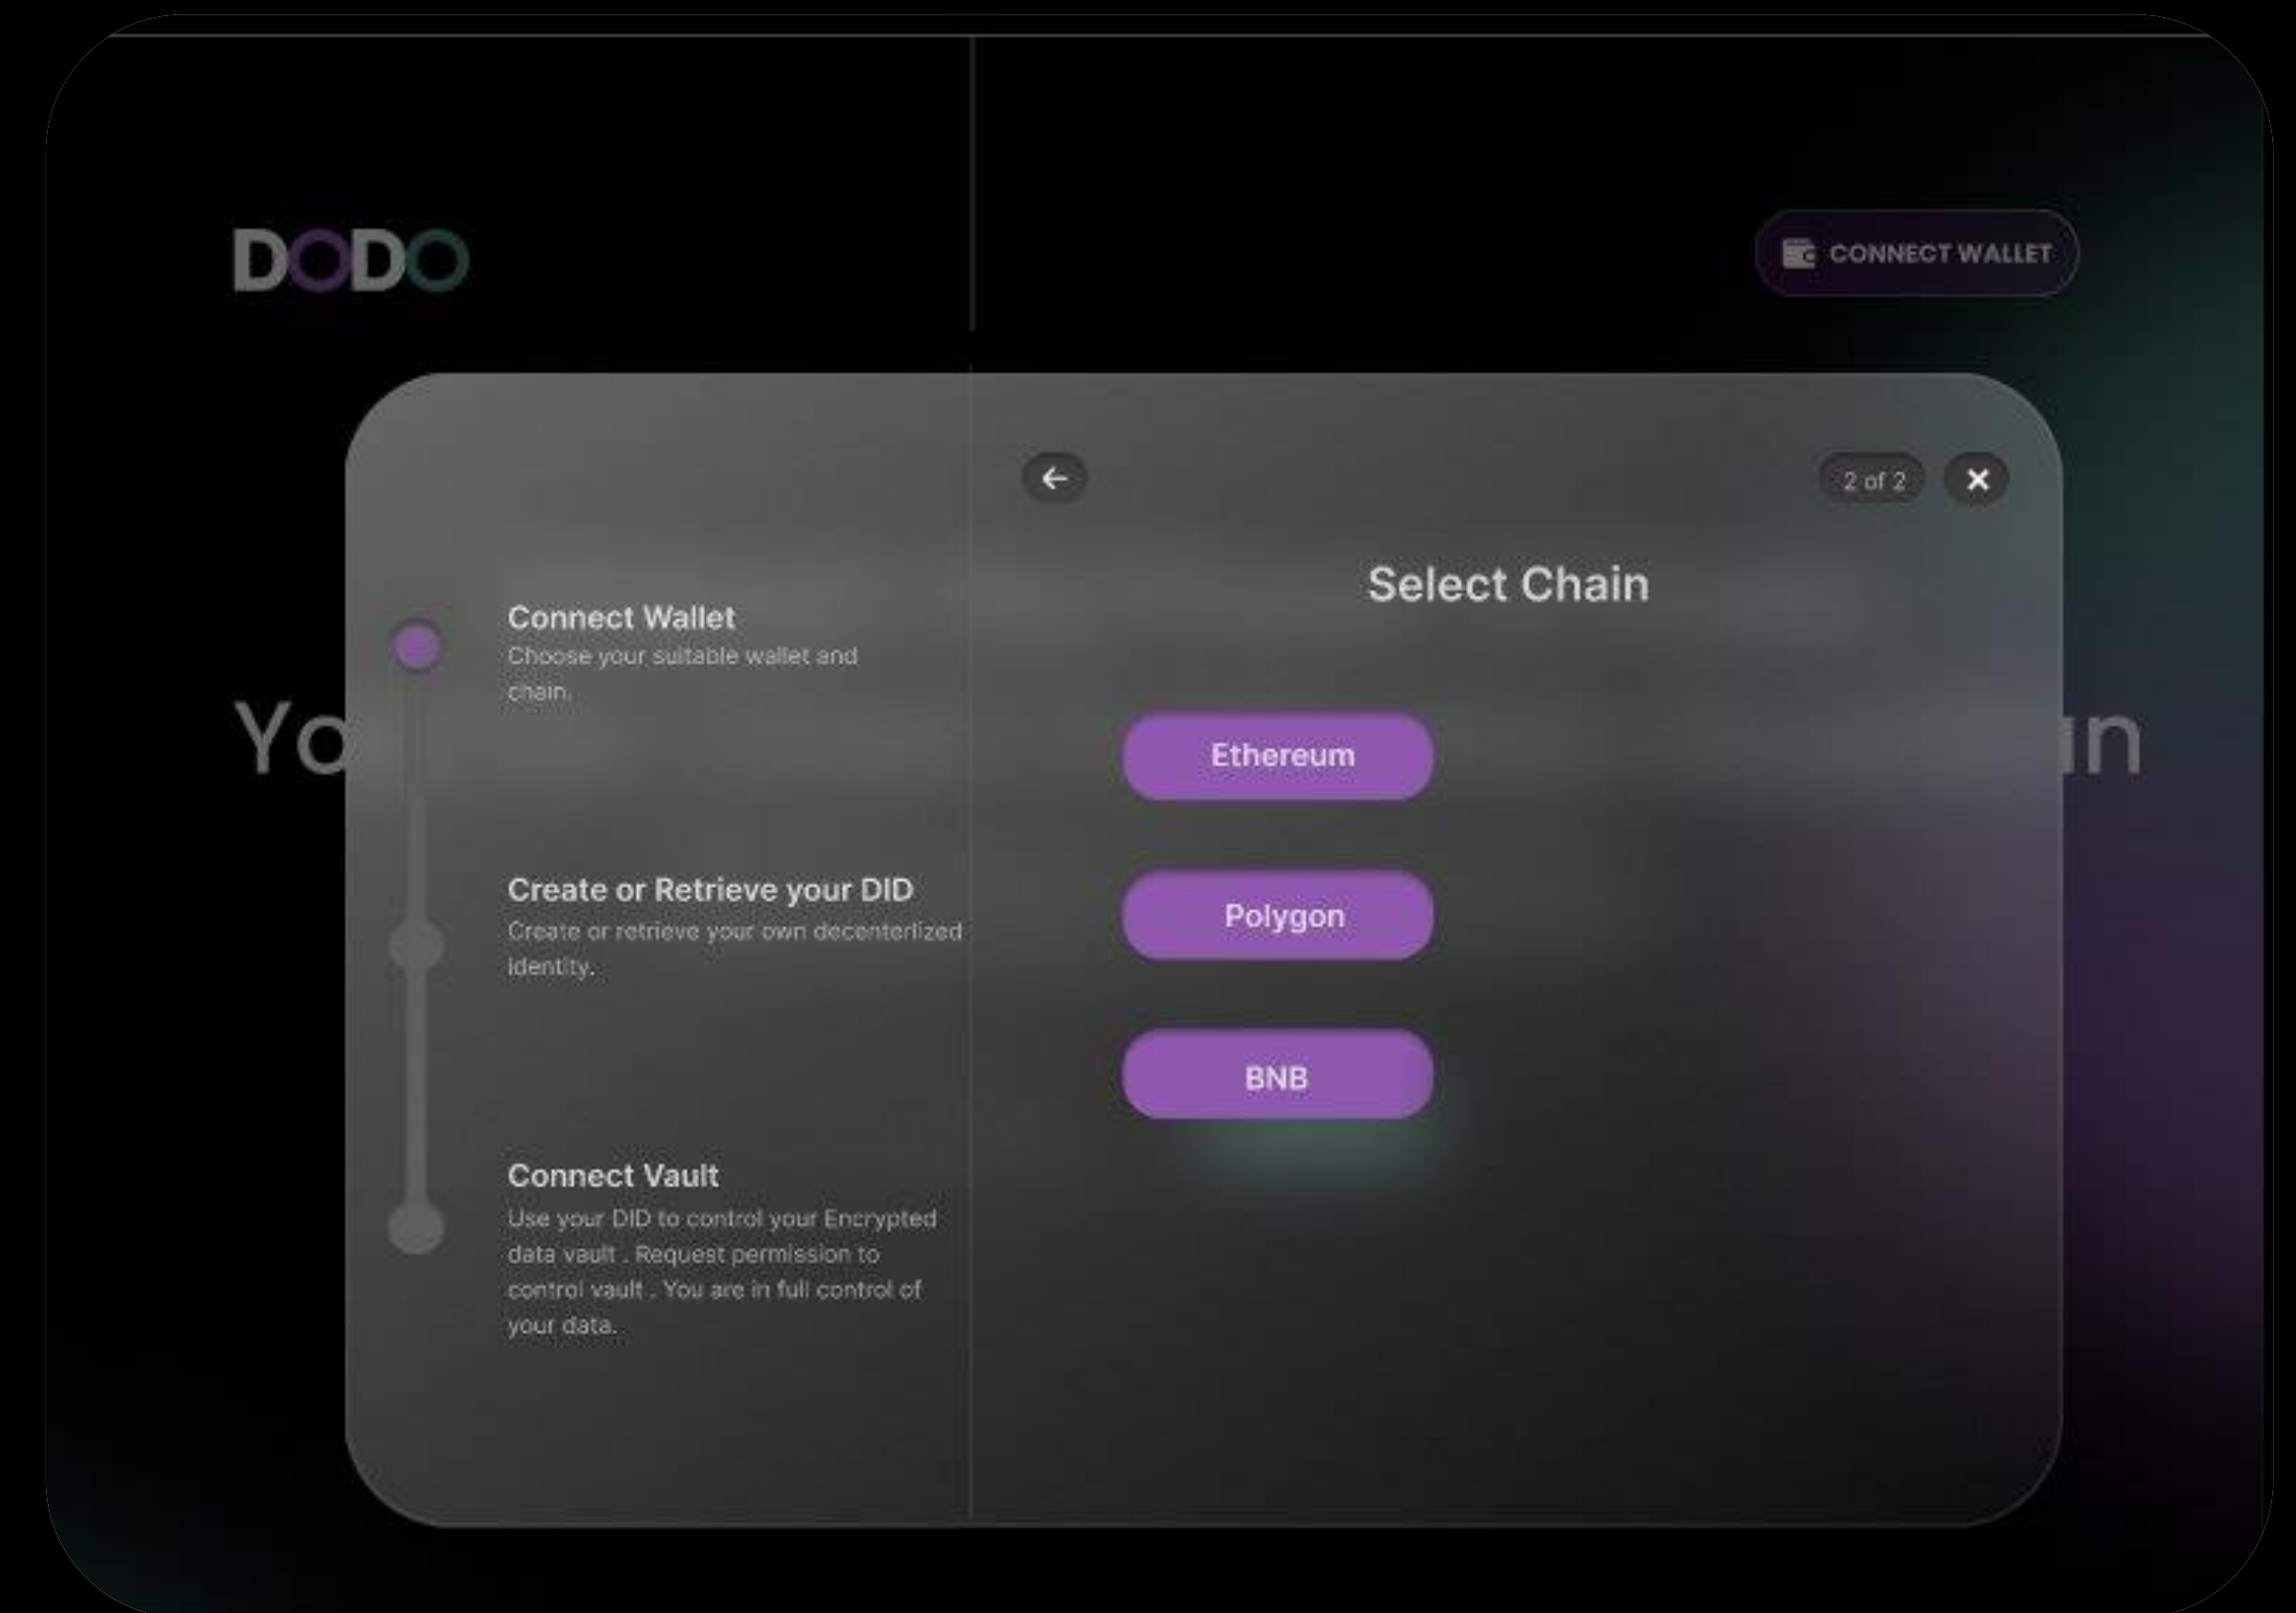 DODO
CONNECT WALLET
2 of 2
Select Chain
Connect Wallet
Choose your suitable wallet and
chain.
Yo
Ethereum
Create or Retrieve your DID
Create or retrieve your own decenterlized
identity.
Polygon
BNB
Connect Vault
Use your DID to control your Encrypted
data vault . Request permission to
control vault . You are in full control of
your data.